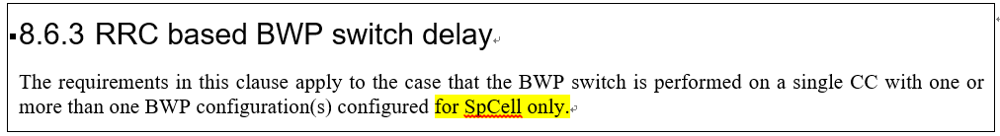 8.6.3 RRC based BWP switch delay
The requirements in this clause apply to the case that the BWP switch is performed on a single CC with one or
more than one BWP configuration(s) configured for SpCell only.